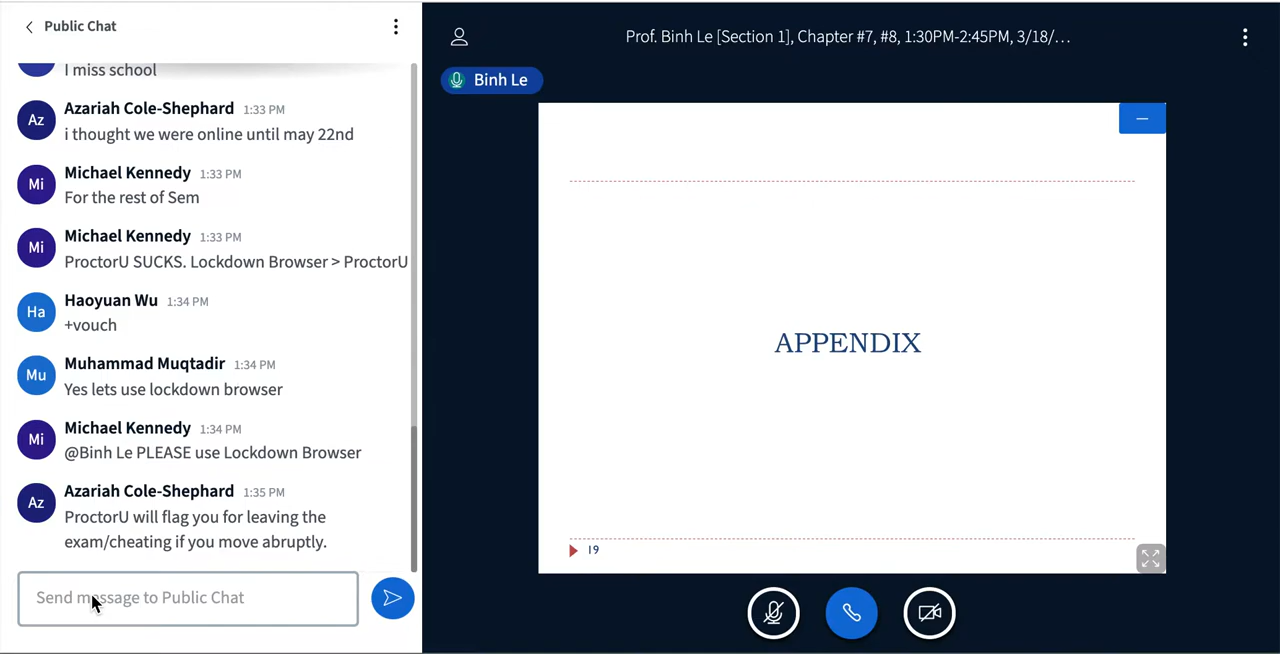 Public Chat
I miss school
Az
Azariah Cole-Shephard 1:33 PM
i thought we were online until may 22nd
Mi
Michael Kennedy 1:33 PM
For the rest of Sem
Mi
Michael Kennedy 1:33 PM
ProctorU SUCKS. Lockdown Browser > ProctorU
Ha
Haoyuan Wu 1:34 PM
+vouch
Mu
Muhammad Muqtadir 1:34 PM
Yes lets use lockdown browser
Mi
Michael Kennedy 1:34 PM
@Binh Le PLEASE use Lockdown Browser
Az
Azariah Cole-Shephard 1:35 PM
ProctorU will flag you for leaving the
exam/cheating if you move abruptly.
Send message to Public Chat
Prof. Binh Le [Section 1], Chapter #7, #8, 1:30PM-2:45PM, 3/18/…
Binh Le
APPENDIX
19